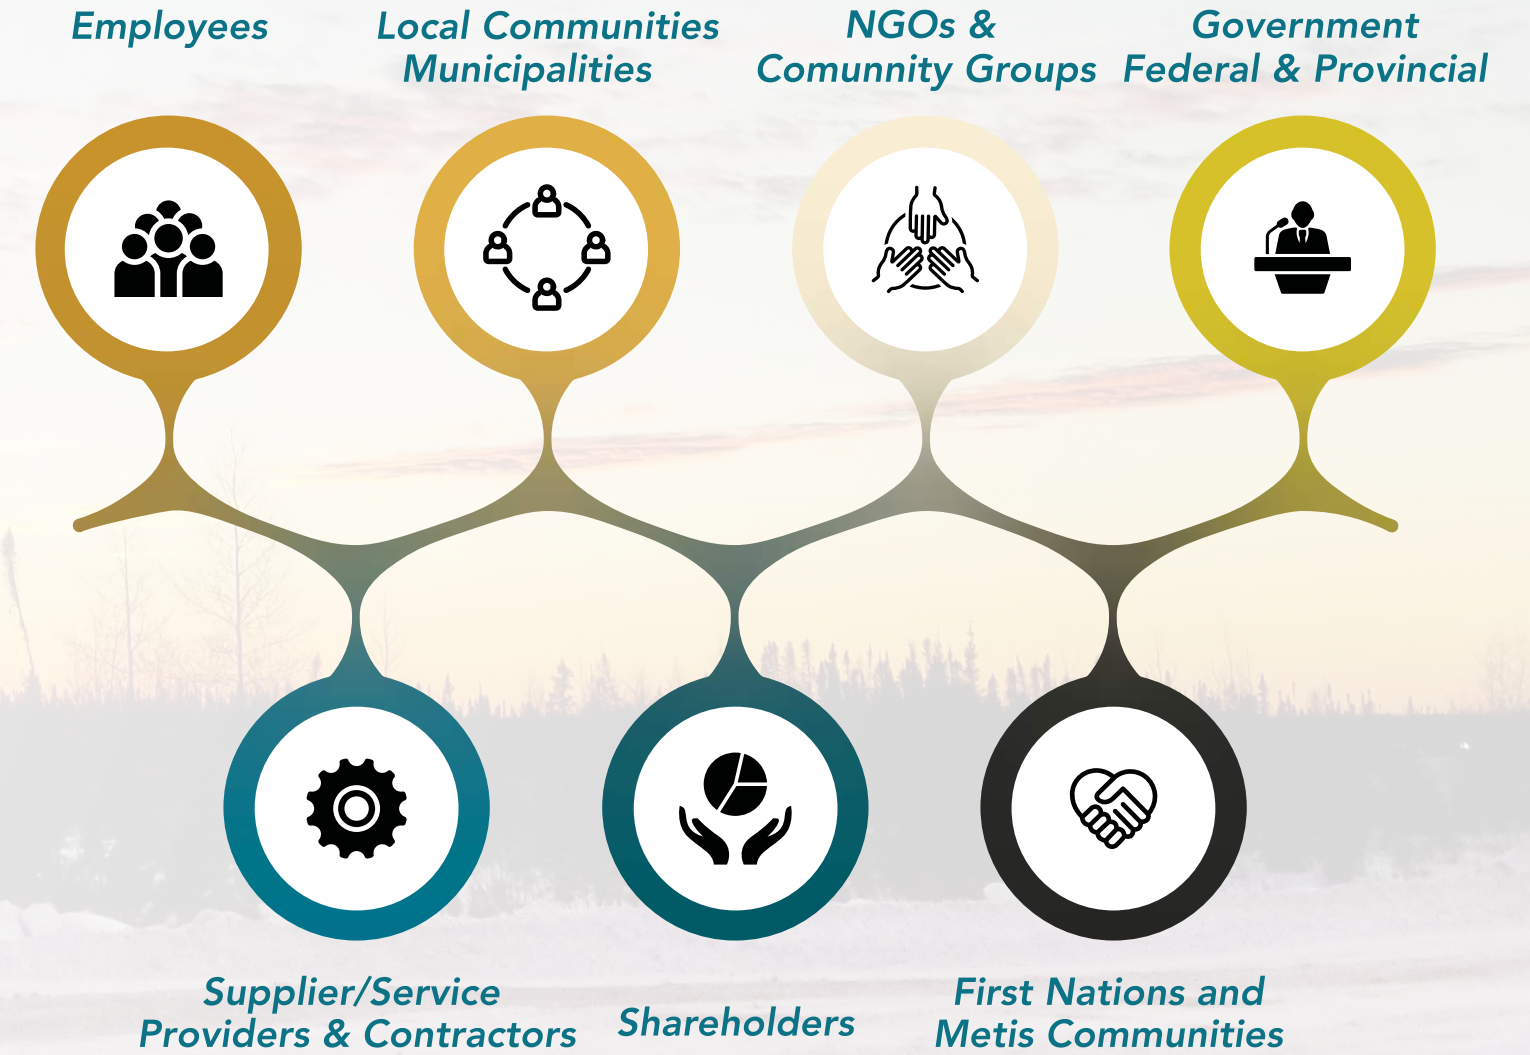 Employees
Local Communities
Municipalities
NGOs &
Comunnity Groups
Government
Federal & Provincial
Supplier/Service
Providers & Contractors
Shareholders
First Nations and
Metis Communities